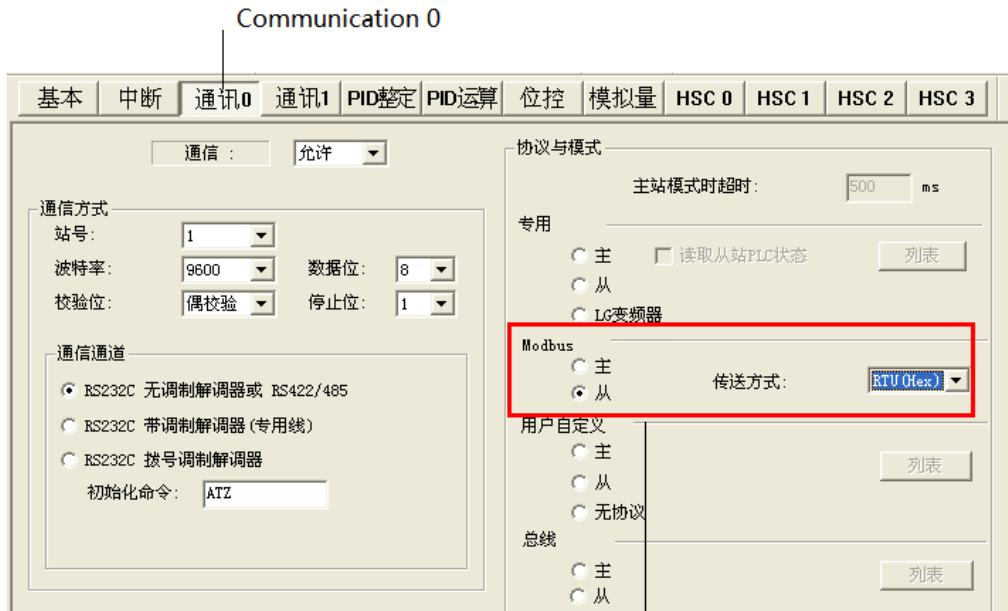 Communication 0
基本 中断 通讯0 通讯1 PID整定 PID运算 位控 模拟量 HSC 0 HSC 1 HSC 2 HSC 3
通信 : 允许
通信方式
站号: 1
波特率: 9600 数据位: 8
校验位: 偶校验 停止位: 1
通信通道
RS232C 无调制解调器或 RS422/485
RS232C 带调制解调器(专用线)
RS232C 拨号调制解调器
初始化命令: ATZ
协议与模式
主站模式时超时: 500 ms
专用
主 读取从站PLC状态 列表
从
LG变频器
Modbus
主
从 传送方式: RTU(Hex)
用户自定义
主 列表
从
无协议
总线
主 列表
从